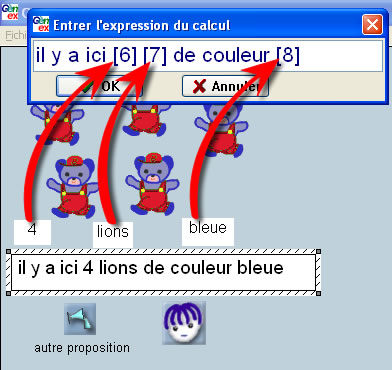 Entrer l'expression du calcul
Fichi
il y a ici [6] [7] de couleur [8]
OK
Annuler
4
lions
bleue
il y a ici 4 lions de couleur bleue
autre proposition